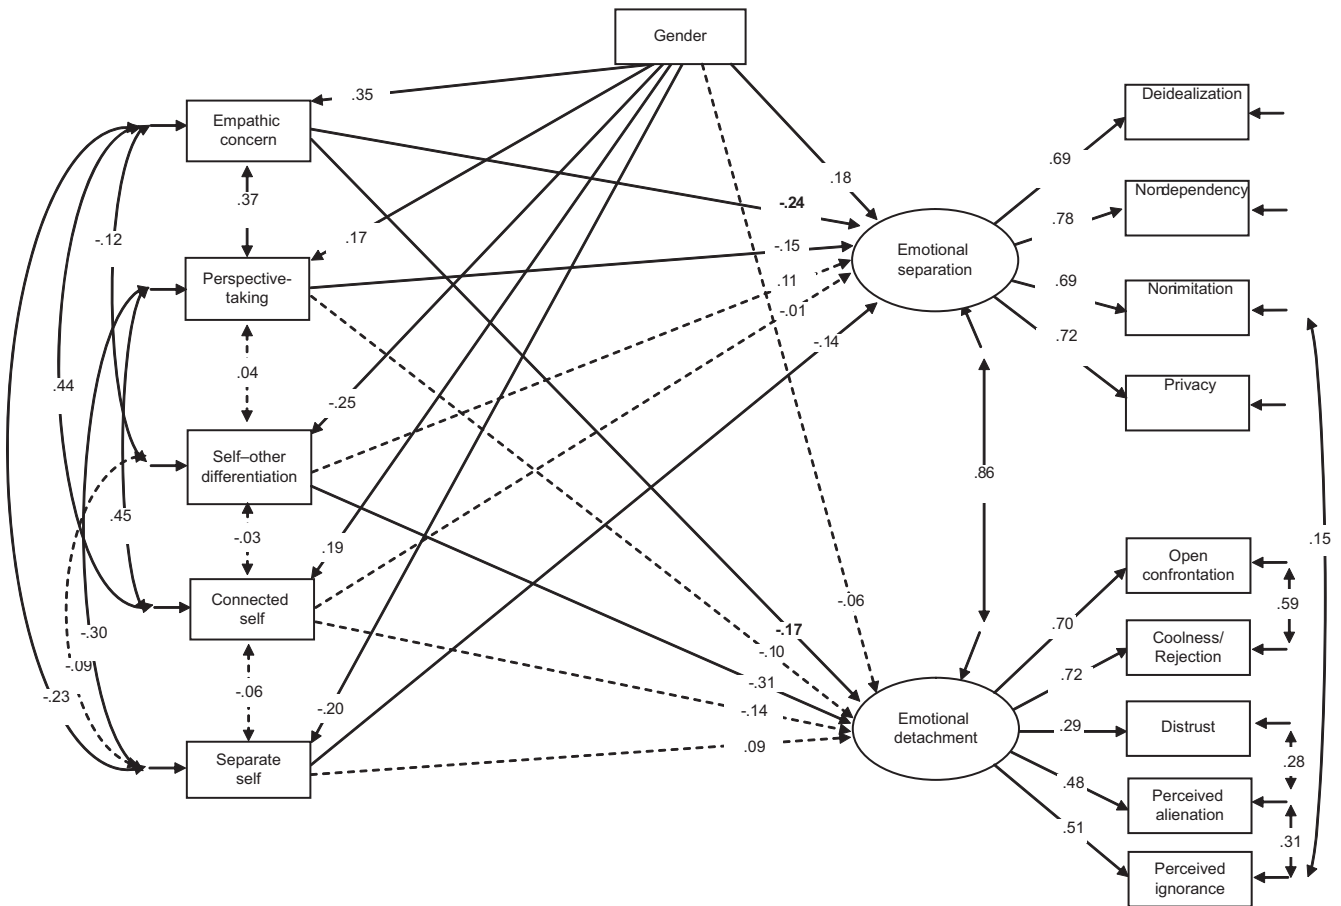 Gender
.35
Empathic
concern
.37
-.12
.17
Perspective-
taking
.04
.44
-.25
Self–other
differentiation
.45
-.03
.19
Connected
self
-.30
-.09
-.23
-.06
-.20
Separate
self
.18
-.24
-.15
.11
-.01
-.14
Emotional
separation
.86
-.06
-.17
-.10
-.31
-.14
.09
Emotional
detachment
.69
.78
.69
.72
Deidealization
Nondependency
Nonimitation
Privacy
.15
.70
.72
.29
.48
.51
Open
confrontation
.59
Coolness/
Rejection
Distrust
.28
Perceived
alienation
.31
Perceived
ignorance